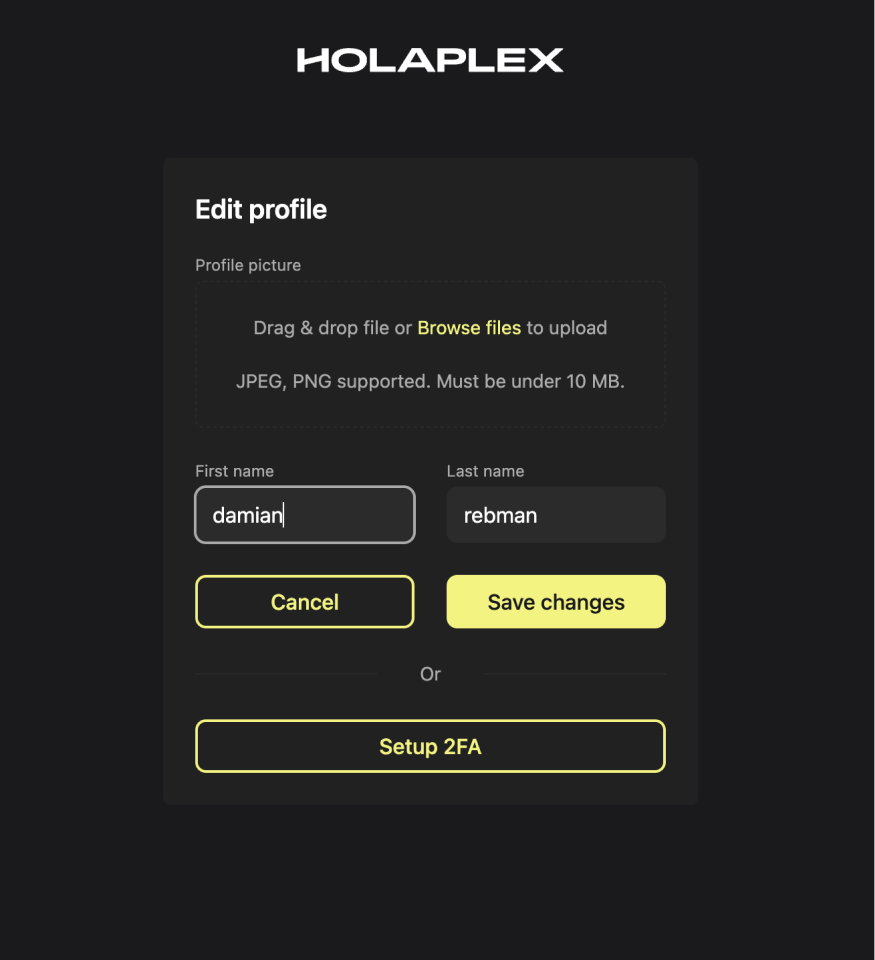 HOLAPLEX
Edit profile
Profile picture
Drag & drop file or Browse files to upload
JPEG, PNG supported. Must be under 10 MB.
First name
Last name
damian
rebman
Cancel
Save changes
Or
Setup 2FA